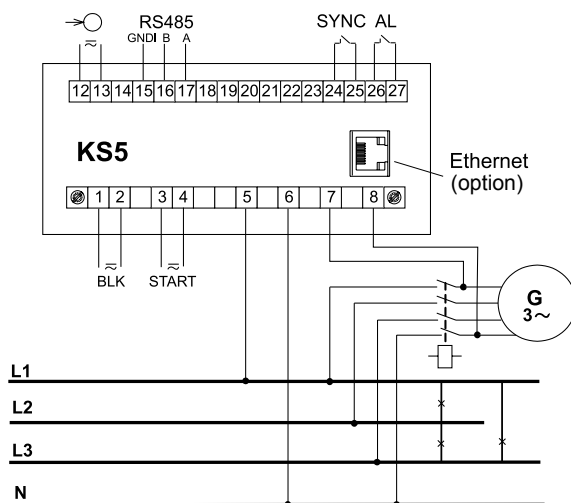 RS485
SYNC AL
GNDI B A
12 13 14 15 16 17 18 19 20 21 22 23 24 25 26 27
KS5
Ethernet
(option)
1 2 3 4 5 6 7 8
BLK START
G
3~
L1
L2
L3
N